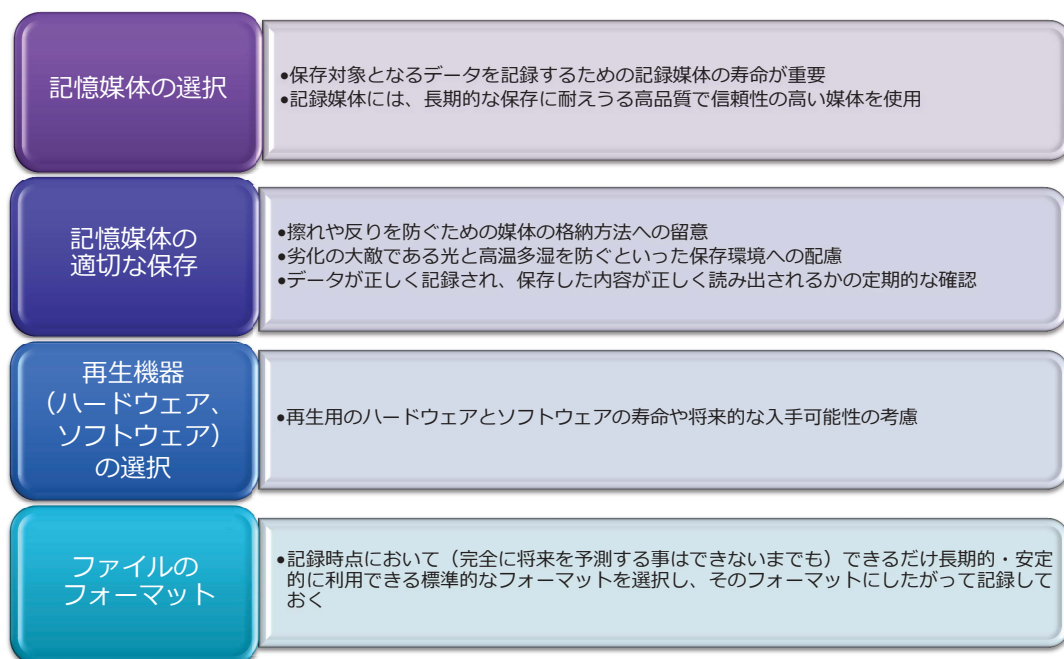 記憶媒体の選択
•保存対象となるデータを記録するための記録媒体の寿命が重要
•記録媒体には、長期的な保存に耐えうる高品質で信頼性の高い媒体を使用
記憶媒体の
適切な保存
•擦れや反りを防ぐための媒体の格納方法への留意
•劣化の大敵である光と高温多湿を防ぐといった保存環境への配慮
•データが正しく記録され、保存した内容が正しく読み出されるかの定期的な確認
再生機器
（ハードウェア、
ソフトウェア）
の選択
•再生用のハードウェアとソフトウェアの寿命や将来的な入手可能性の考慮
ファイルの
フォーマット
•記録時点において（完全に将来を予測する事はできないまでも）できるだけ長期的・安定
的に利用できる標準的なフォーマットを選択し、そのフォーマットにしたがって記録して
おく